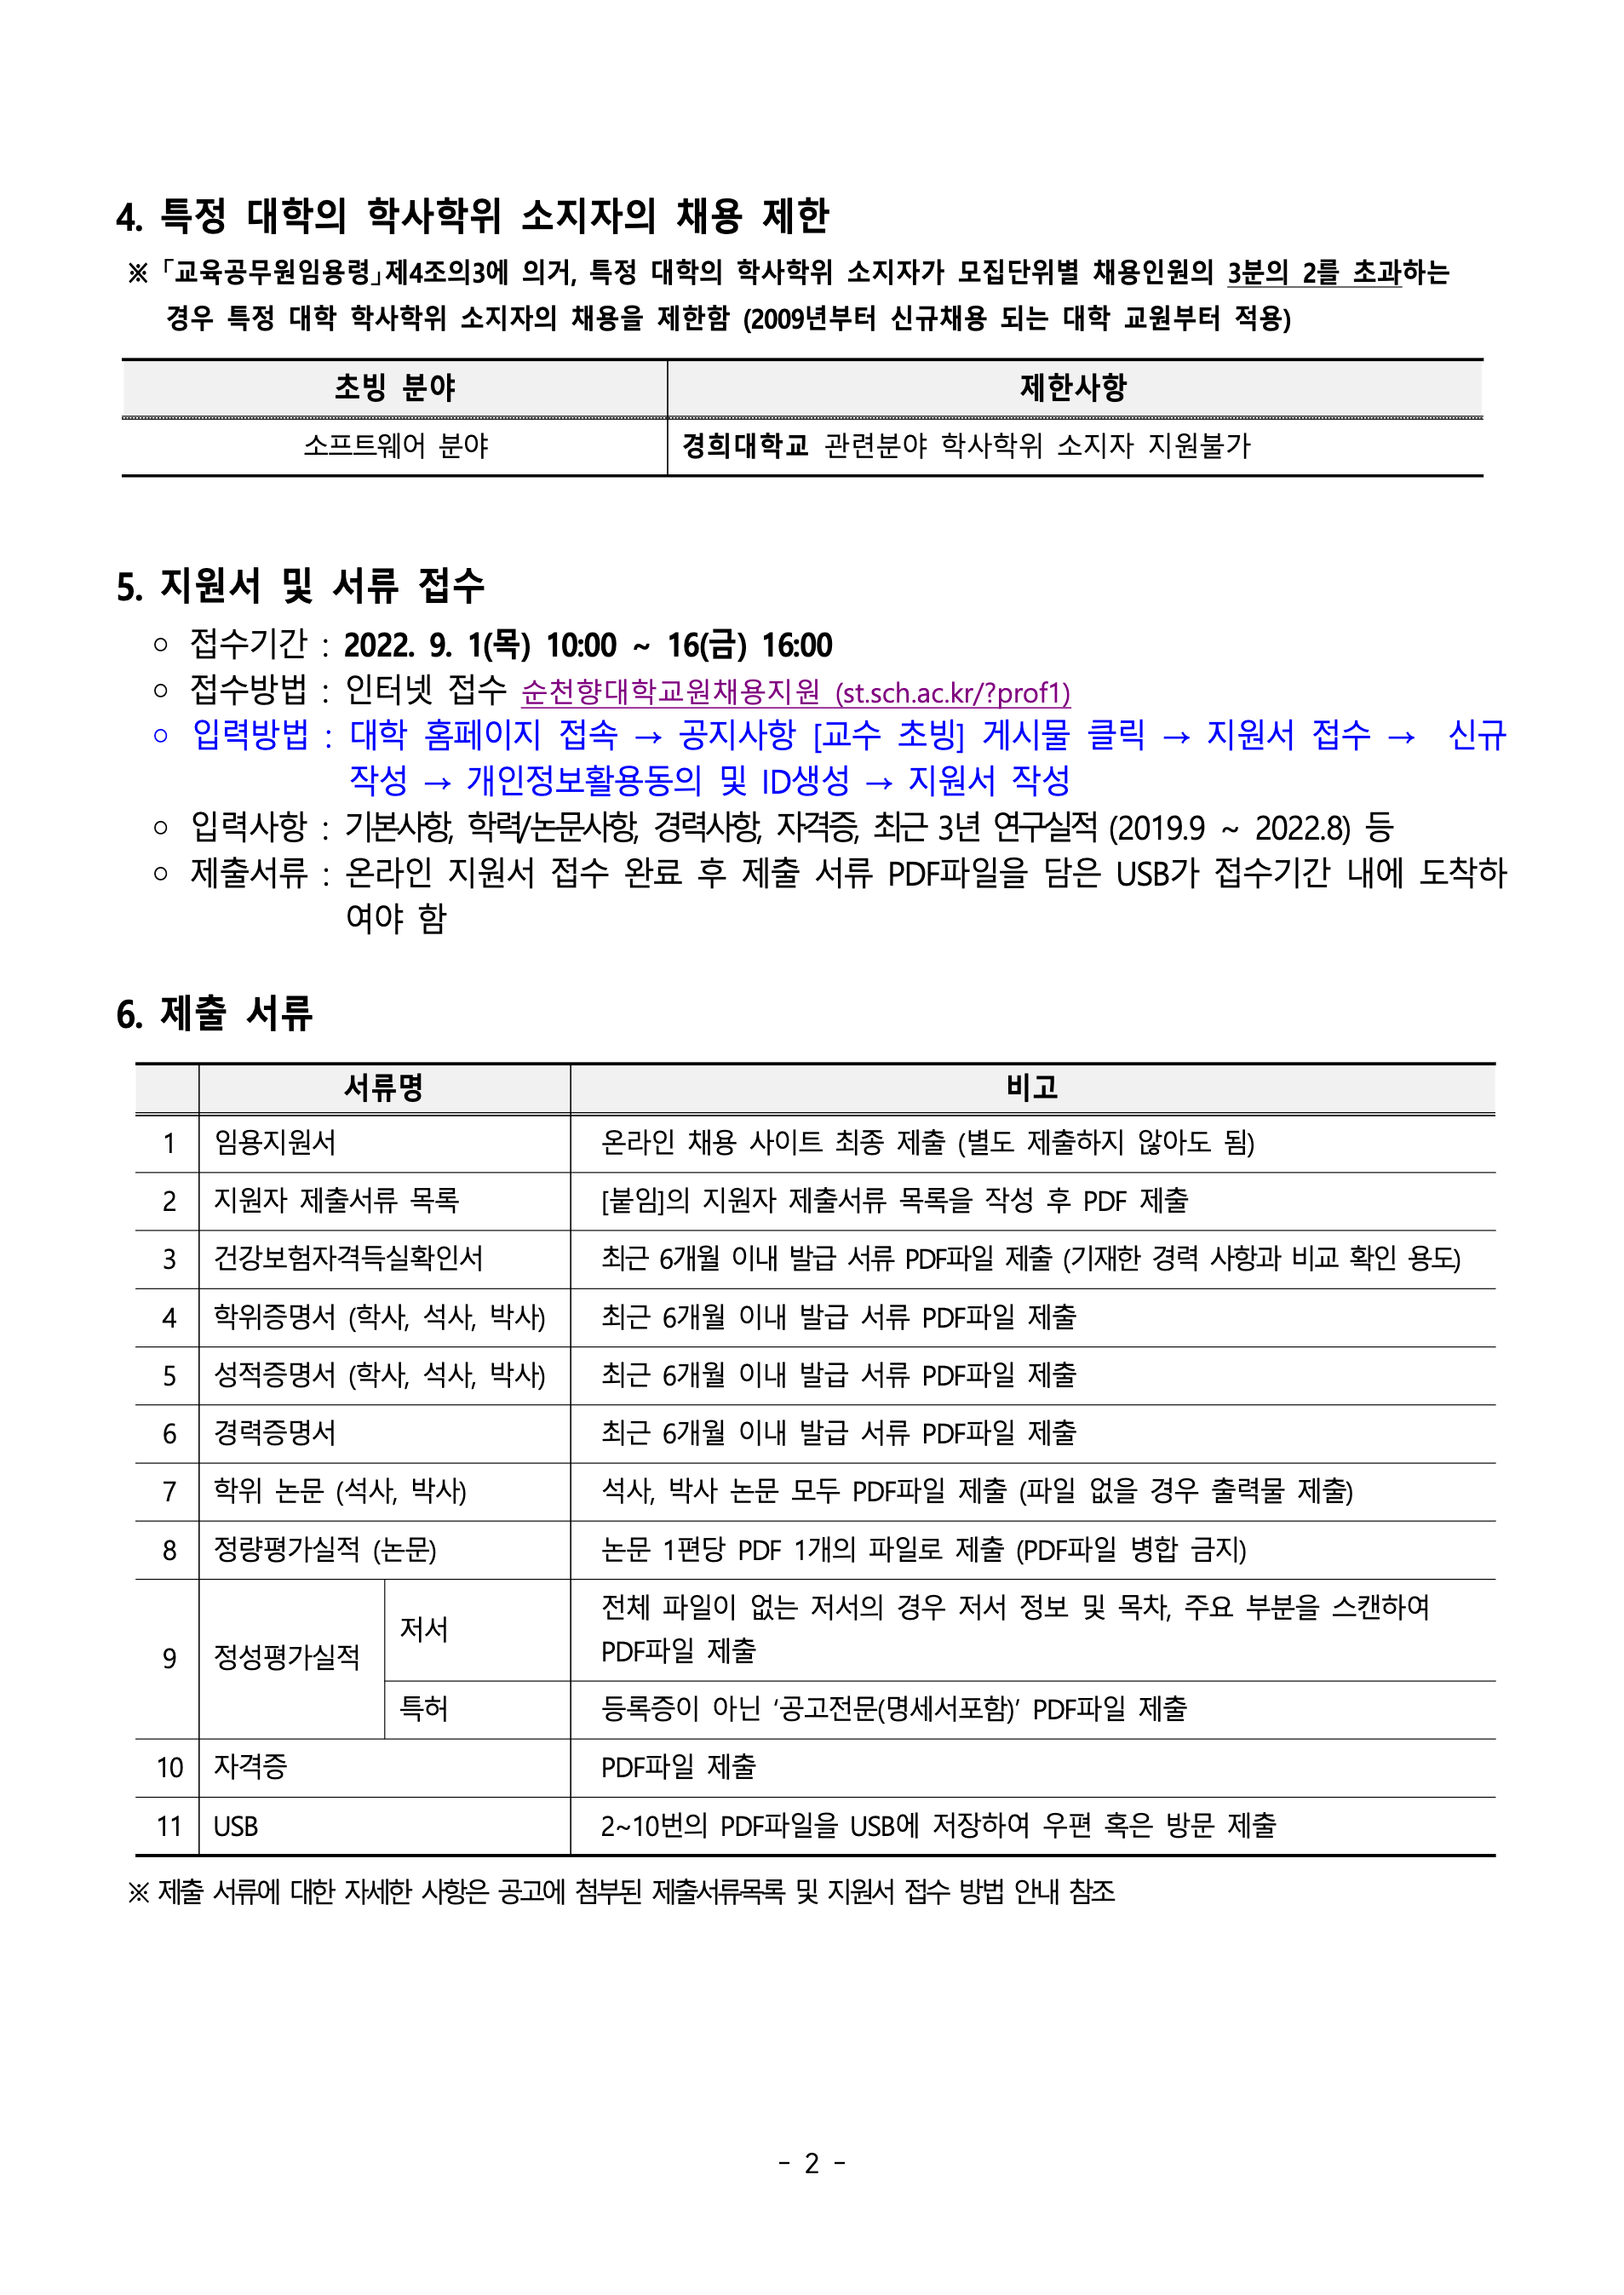 4. 특정 대학의 학사학위 소지자의 채용 제한
※ 「교육공무원임용령」제4조의3에 의거, 특정 대학의 학사학위 소지자가 모집단위별 채용인원의 3분의 2를 초과하는
경우 특정 대학 학사학위 소지자의 채용을 제한함 (2009년부터 신규채용 되는 대학 교원부터 적용)
초빙 분야 제한사항
소프트웨어 분야 경희대학교 관련분야 학사학위 소지자 지원불가
5. 지원서 및 서류 접수
○ 접수기간 : 2022. 9. 1(목) 10:00 ~ 16(금) 16:00
○ 접수방법 : 인터넷 접수 순천향대학교원채용지원 (st.sch.ac.kr/?prof1)
○ 입력방법 : 대학 홈페이지 접속 → 공지사항 [교수 초빙] 게시물 클릭 → 지원서 접수 → 신규
작성 → 개인정보활용동의 및 ID생성 → 지원서 작성
○ 입력사항 : 기본사항, 학력/논문사항, 경력사항, 자격증, 최근 3년 연구실적 (2019.9 ~ 2022.8) 등
○ 제출서류 : 온라인 지원서 접수 완료 후 제출 서류 PDF파일을 담은 USB가 접수기간 내에 도착하
여야 함
6. 제출 서류
서류명 비고
1 임용지원서 온라인 채용 사이트 최종 제출 (별도 제출하지 않아도 됨)
2 지원자 제출서류 목록 [붙임]의 지원자 제출서류 목록을 작성 후 PDF 제출
3 건강보험자격득실확인서 최근 6개월 이내 발급 서류 PDF파일 제출 (기재한 경력 사항과 비교 확인 용도)
4 학위증명서 (학사, 석사, 박사) 최근 6개월 이내 발급 서류 PDF파일 제출
5 성적증명서 (학사, 석사, 박사) 최근 6개월 이내 발급 서류 PDF파일 제출
6 경력증명서 최근 6개월 이내 발급 서류 PDF파일 제출
7 학위 논문 (석사, 박사) 석사, 박사 논문 모두 PDF파일 제출 (파일 없을 경우 출력물 제출)
8 정량평가실적 (논문) 논문 1편당 PDF 1개의 파일로 제출 (PDF파일 병합 금지)
9 정성평가실적 저서 전체 파일이 없는 저서의 경우 저서 정보 및 목차, 주요 부분을 스캔하여
PDF파일 제출
특허 등록증이 아닌 ‘공고전문(명세서포함)’ PDF파일 제출
10 자격증 PDF파일 제출
11 USB 2~10번의 PDF파일을 USB에 저장하여 우편 혹은 방문 제출
※ 제출 서류에 대한 자세한 사항은 공고에 첨부된 제출서류목록 및 지원서 접수 방법 안내 참조
- 2 -